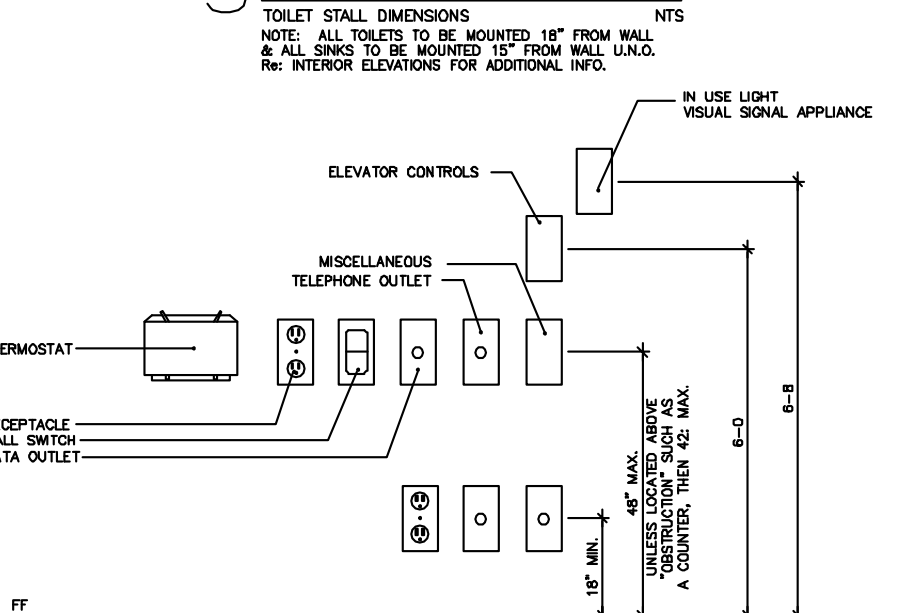 TOILET STALL DIMENSIONS NTS
NOTE: ALL TOILETS TO BE MOUNTED 18" FROM WALL
& ALL SINKS TO BE MOUNTED 15" FROM WALL U.N.O.
Re: INTERIOR ELEVATIONS FOR ADDITIONAL INFO.
IN USE LIGHT
VISUAL SIGNAL APPLIANCE
ELEVATOR CONTROLS
MISCELLANEOUS
TELEPHONE OUTLET
ERMOSTAT
CEPTACLE
ALL SWITCH
ATA OUTLET
18" MIN.
48" MAX.
UNLESS LOCATED ABOVE
"OBSTRUCTION" SUCH AS
A COUNTER, THEN 42: MAX.
6-0
6-8
FF